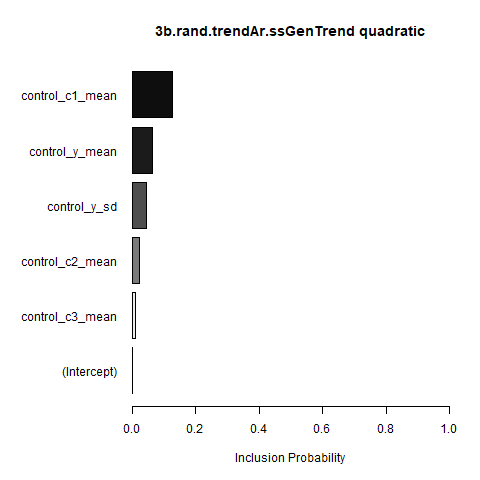 3b.rand.trendAr.ssGenTrend quadratic
control_c1_mean
control_y_mean
control_y_sd
control_c2_mean
control_c3_mean
(Intercept)
0.0 0.2 0.4 0.6 0.8 1.0
Inclusion Probability